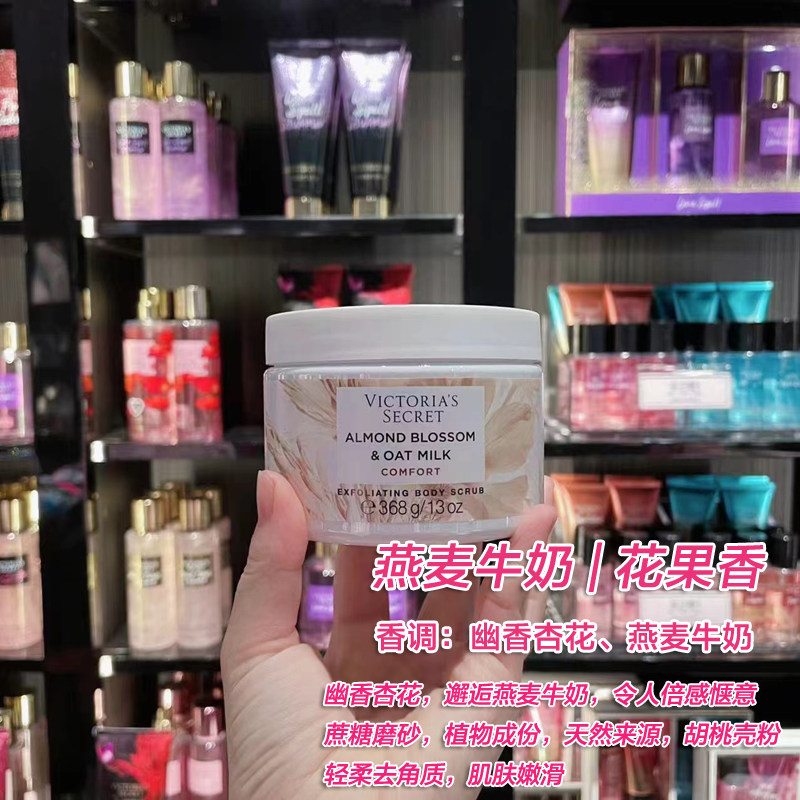 VICTORIA'S
SECRET
ALMOND BLOSSOM
& OAT MILK
COMFORT
EXFOLIATING BODY SCRUB
℮368 g/13 oz
燕麦牛奶 | 花果香
香调：幽香杏花、燕麦牛奶
幽香杏花，邂逅燕麦牛奶，令人倍感惬意
蔗糖磨砂，植物成份，天然来源，胡桃壳粉
轻柔去角质，肌肤嫩滑